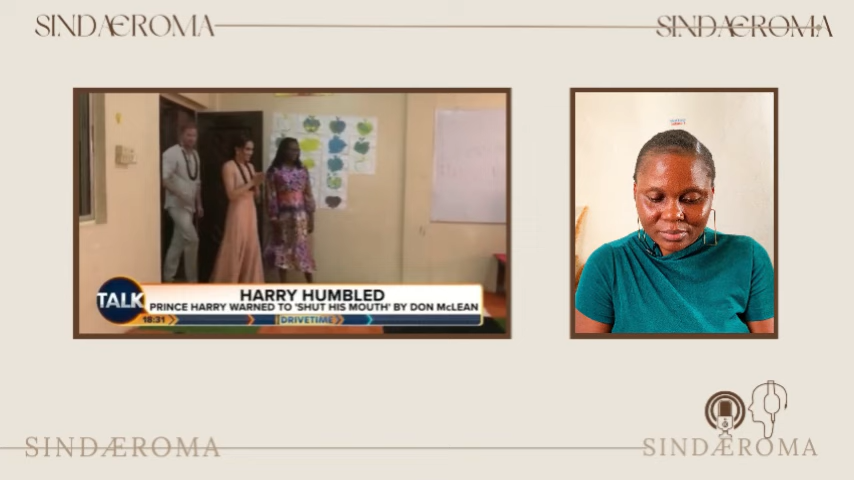 SINDÆROMA
SINDÆROMA
HARRY HUMBLED
TALK
PRINCE HARRY WARNED TO 'SHUT HIS MOUTH' BY DON McLEAN
18:31
DRIVETIME
SINDÆROMA
SINDÆROMA